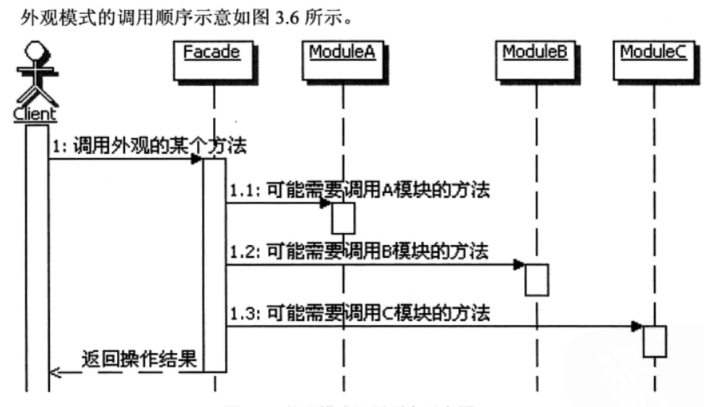 外观模式的调用顺序示意如图 3.6 所示。
Facade
ModuleA
ModuleB
ModuleC
Client
1: 调用外观的某个方法
1.1: 可能需要调用A模块的方法
1.2: 可能需要调用B模块的方法
1.3: 可能需要调用C模块的方法
返回操作结果